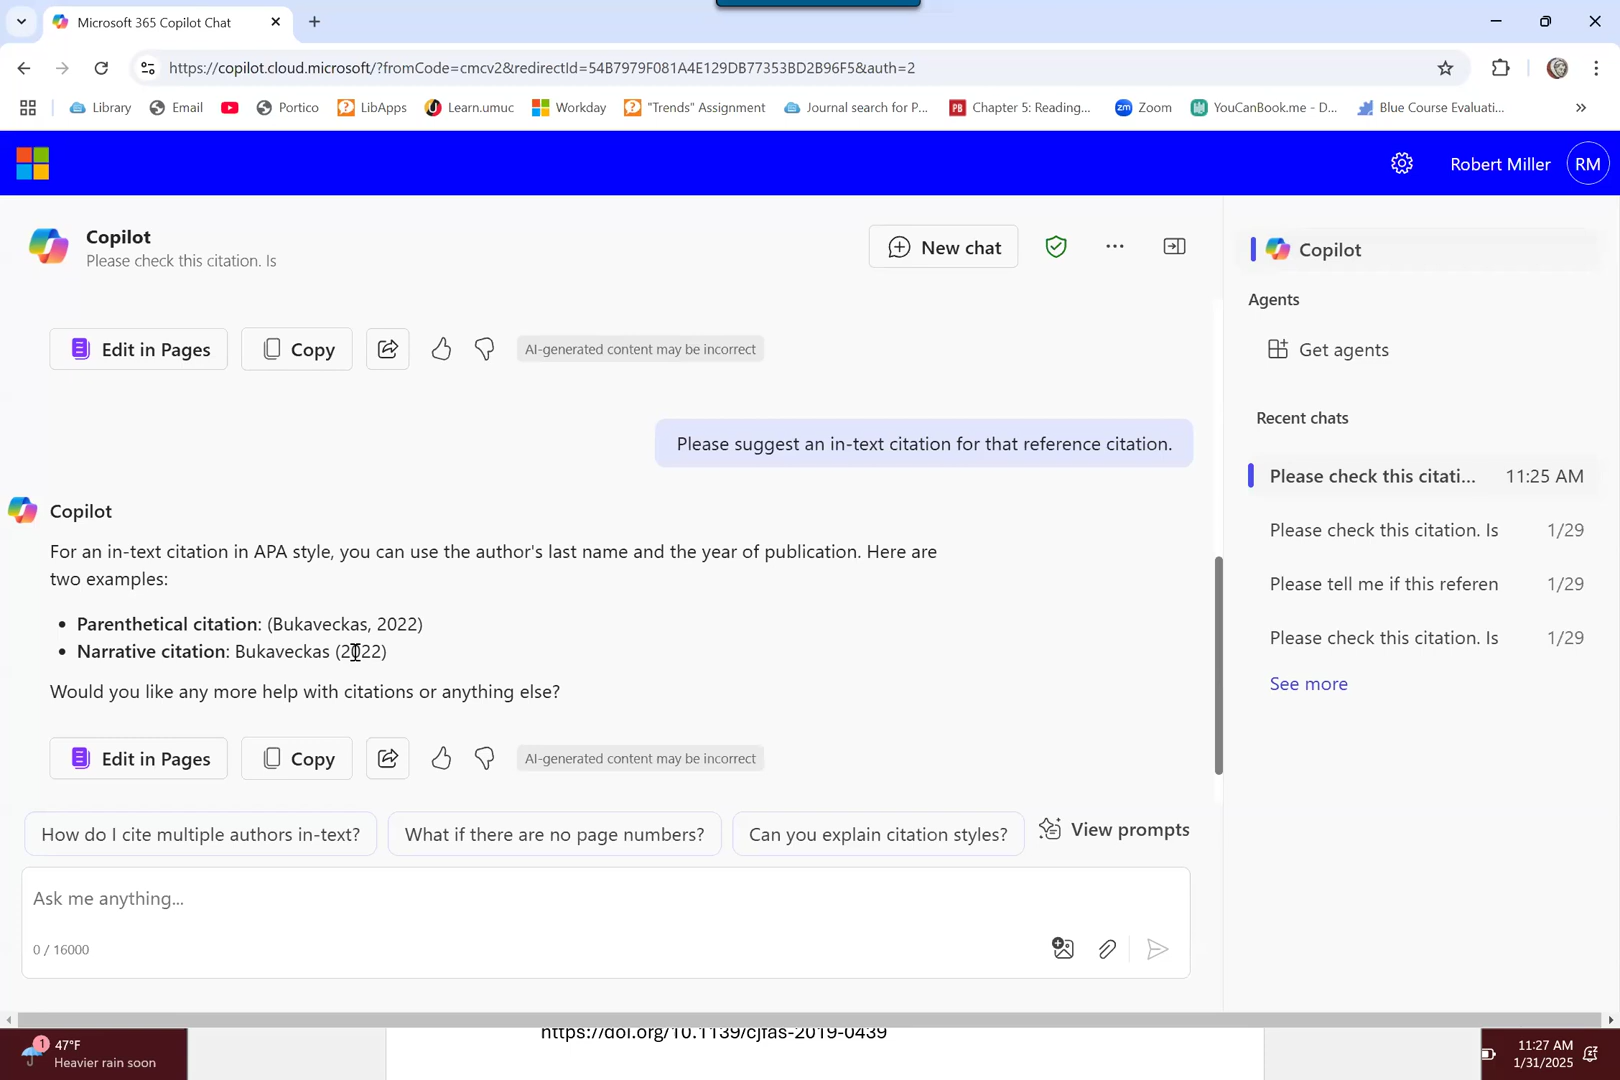 Microsoft 365 Copilot Chat
https://copilot.cloud.microsoft/?fromCode=cmcv2&redirectId=54B7979F081A4E129DB77353BD2B96F5&auth=2
Library Email Portico LibApps Learn.umuc Workday "Trends" Assignment Journal search for P... PB Chapter 5: Reading... zm Zoom YouCanBook.me - D... Blue Course Evaluati...
Robert Miller RM
Copilot
Please check this citation. Is
New chat
Edit in Pages Copy AI-generated content may be incorrect
Please suggest an in-text citation for that reference citation.
Copilot
For an in-text citation in APA style, you can use the author's last name and the year of publication. Here are
two examples:
• Parenthetical citation: (Bukaveckas, 2022)
• Narrative citation: Bukaveckas (2022)
Would you like any more help with citations or anything else?
Edit in Pages Copy AI-generated content may be incorrect
How do I cite multiple authors in-text? What if there are no page numbers? Can you explain citation styles? View prompts
Ask me anything...
0 / 16000
Copilot
Agents
Get agents
Recent chats
Please check this citati... 11:25 AM
Please check this citation. Is 1/29
Please tell me if this referen 1/29
Please check this citation. Is 1/29
See more
https://doi.org/10.1139/cjfas-2019-0439
1
47°F
Heavier rain soon
11:27 AM
1/31/2025